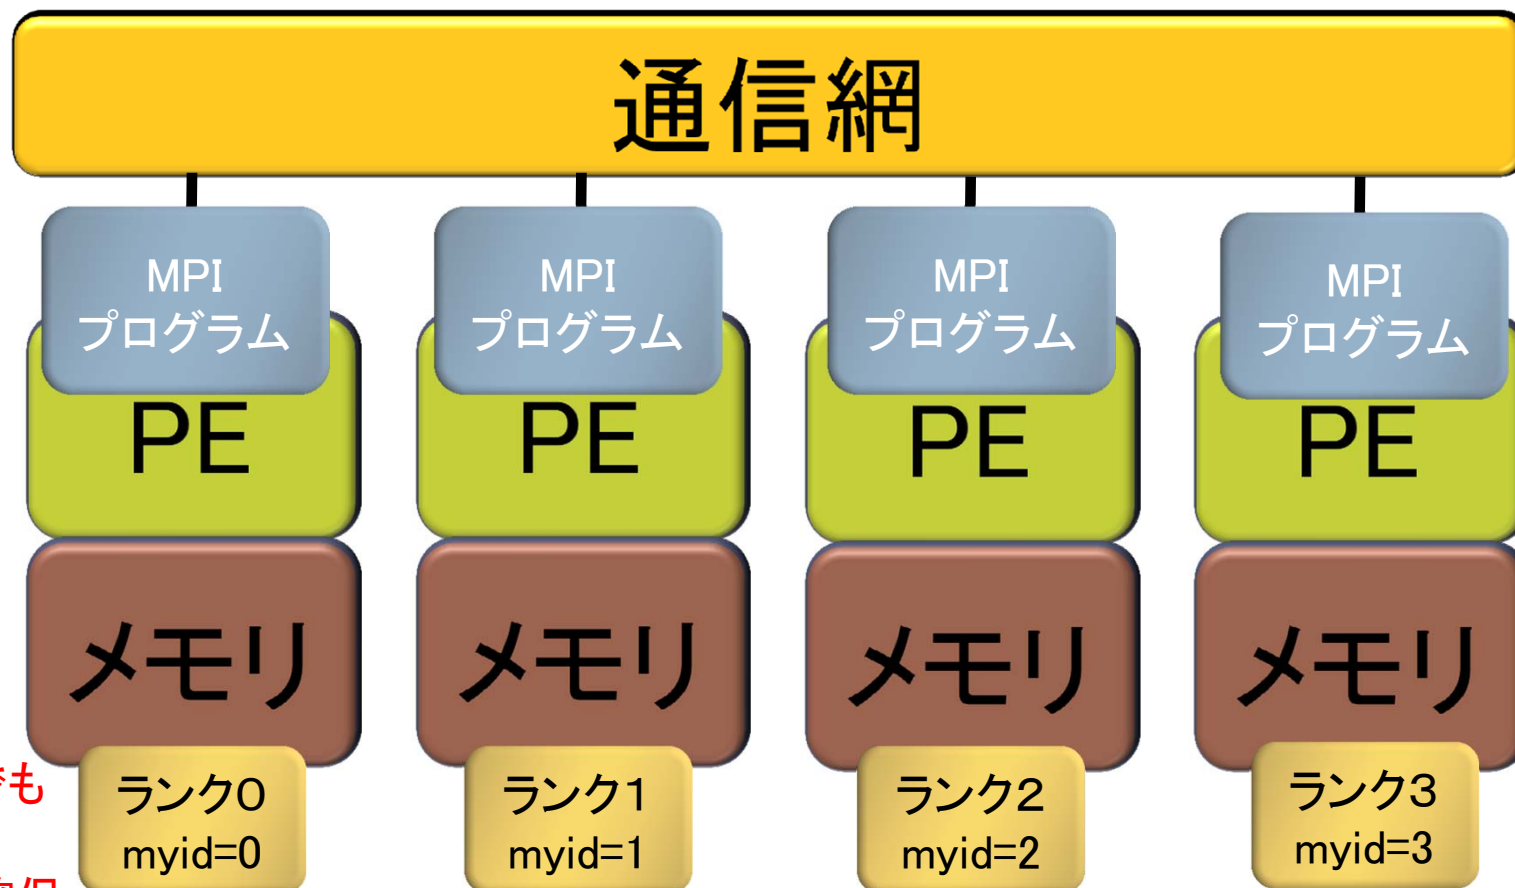 通信網
MPI
プログラム
MPI
プログラム
MPI
プログラム
MPI
プログラム
PE
PE
PE
PE
メモリ
メモリ
メモリ
メモリ
でも
ランク0
myid=0
ランク1
myid=1
ランク2
myid=2
ランク3
myid=3